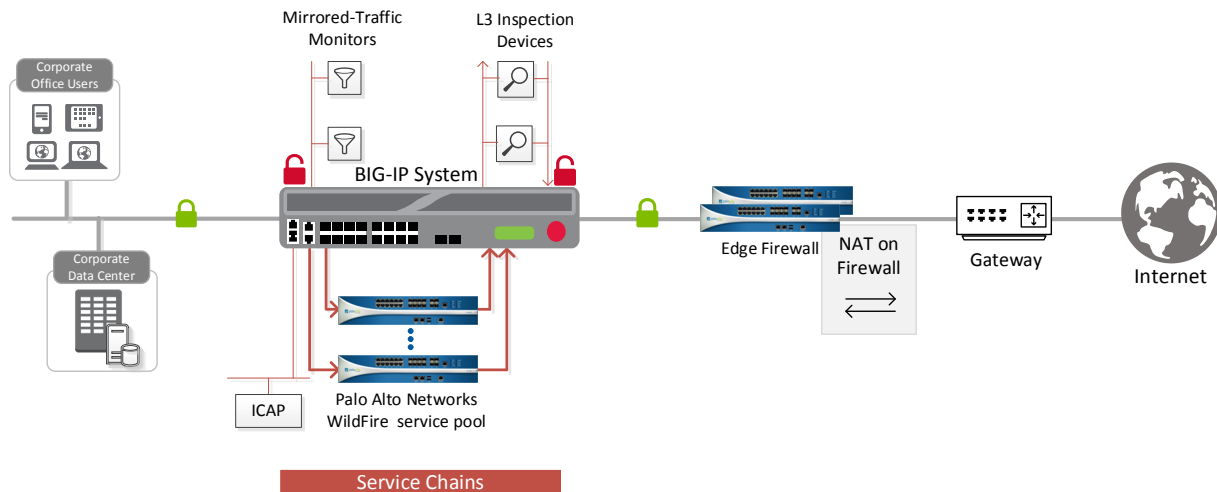 Mirrored-Traffic
Monitors
L3 Inspection
Devices
Corporate
Office Users
BIG-IP System
Edge Firewall
NAT on
Firewall
Gateway
Internet
Corporate
Data Center
ICAP
Palo Alto Networks
WildFire service pool
Service Chains